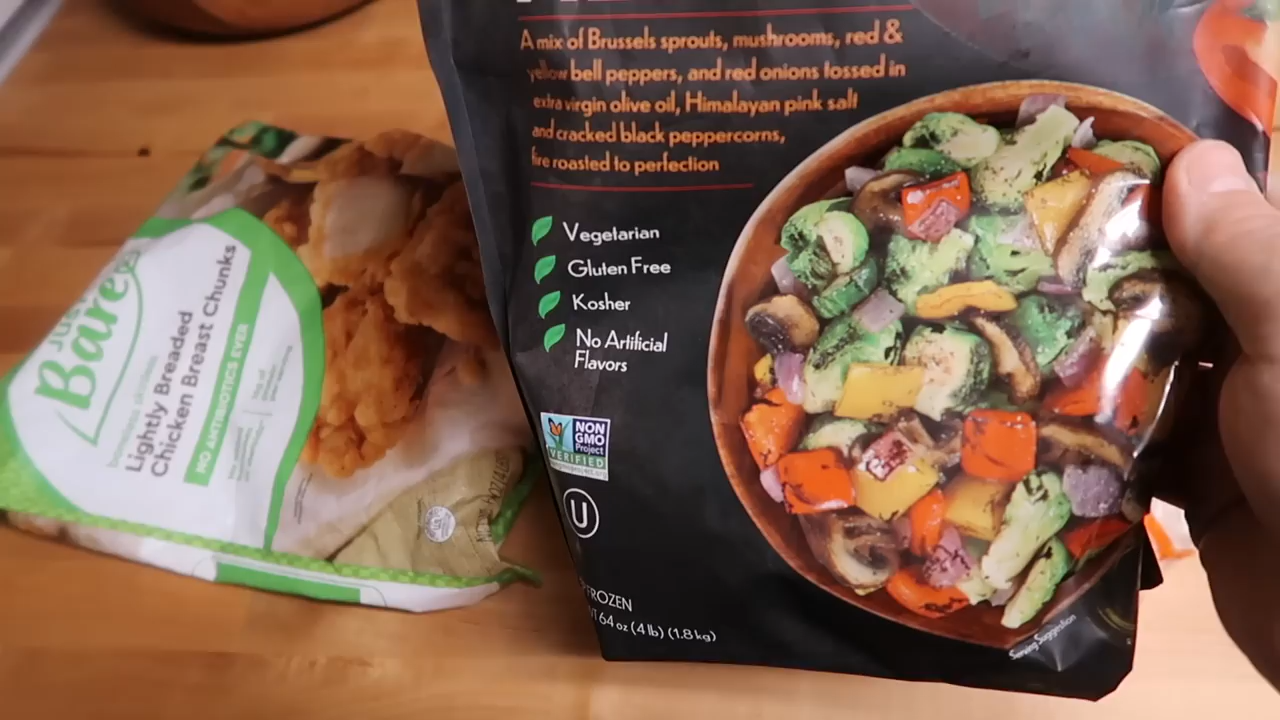 A mix of Brussels sprouts, mushrooms, red &
yellow bell peppers, and red onions tossed in
extra virgin olive oil, Himalayan pink salt
and cracked black peppercorns,
fire roasted to perfection
Vegetarian
Gluten Free
Kosher
No Artificial
Flavors
NON
GMO
Project
VERIFIED
U
FROZEN
64 oz (4 lb) (1.8 kg)
Serving Suggestion
Just
Bare
boneless skinless
Lightly Breaded
Chicken Breast Chunks
NO ANTIBIOTICS EVER